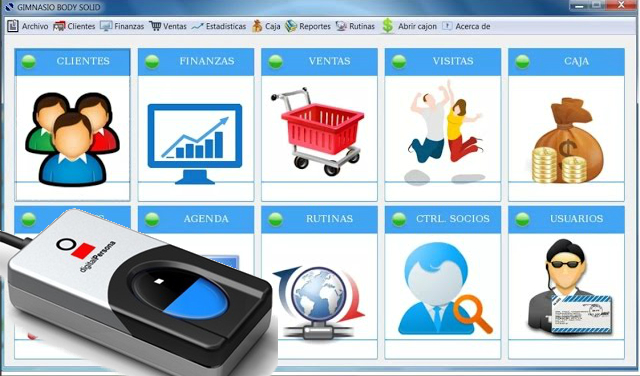 GIMNASIO BODY SOLID
Archivo Clientes Finanzas Ventas Estadisticas Caja Reportes Rutinas Abrir cajon Acerca de
CLIENTES FINANZAS VENTAS VISITAS CAJA
AGENDA RUTINAS CTRL. SOCIOS USUARIOS
digitalPersona